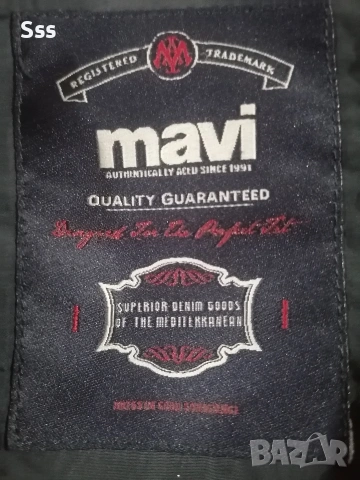 Sss
REGISTERED TRADEMARK
mavi
AUTHENTICALLY AGED SINCE 1991
QUALITY GUARANTEED
Designed For The Perfect Fit
SUPERIOR DENIM GOODS
OF THE MEDITERRANEAN
BAZAR